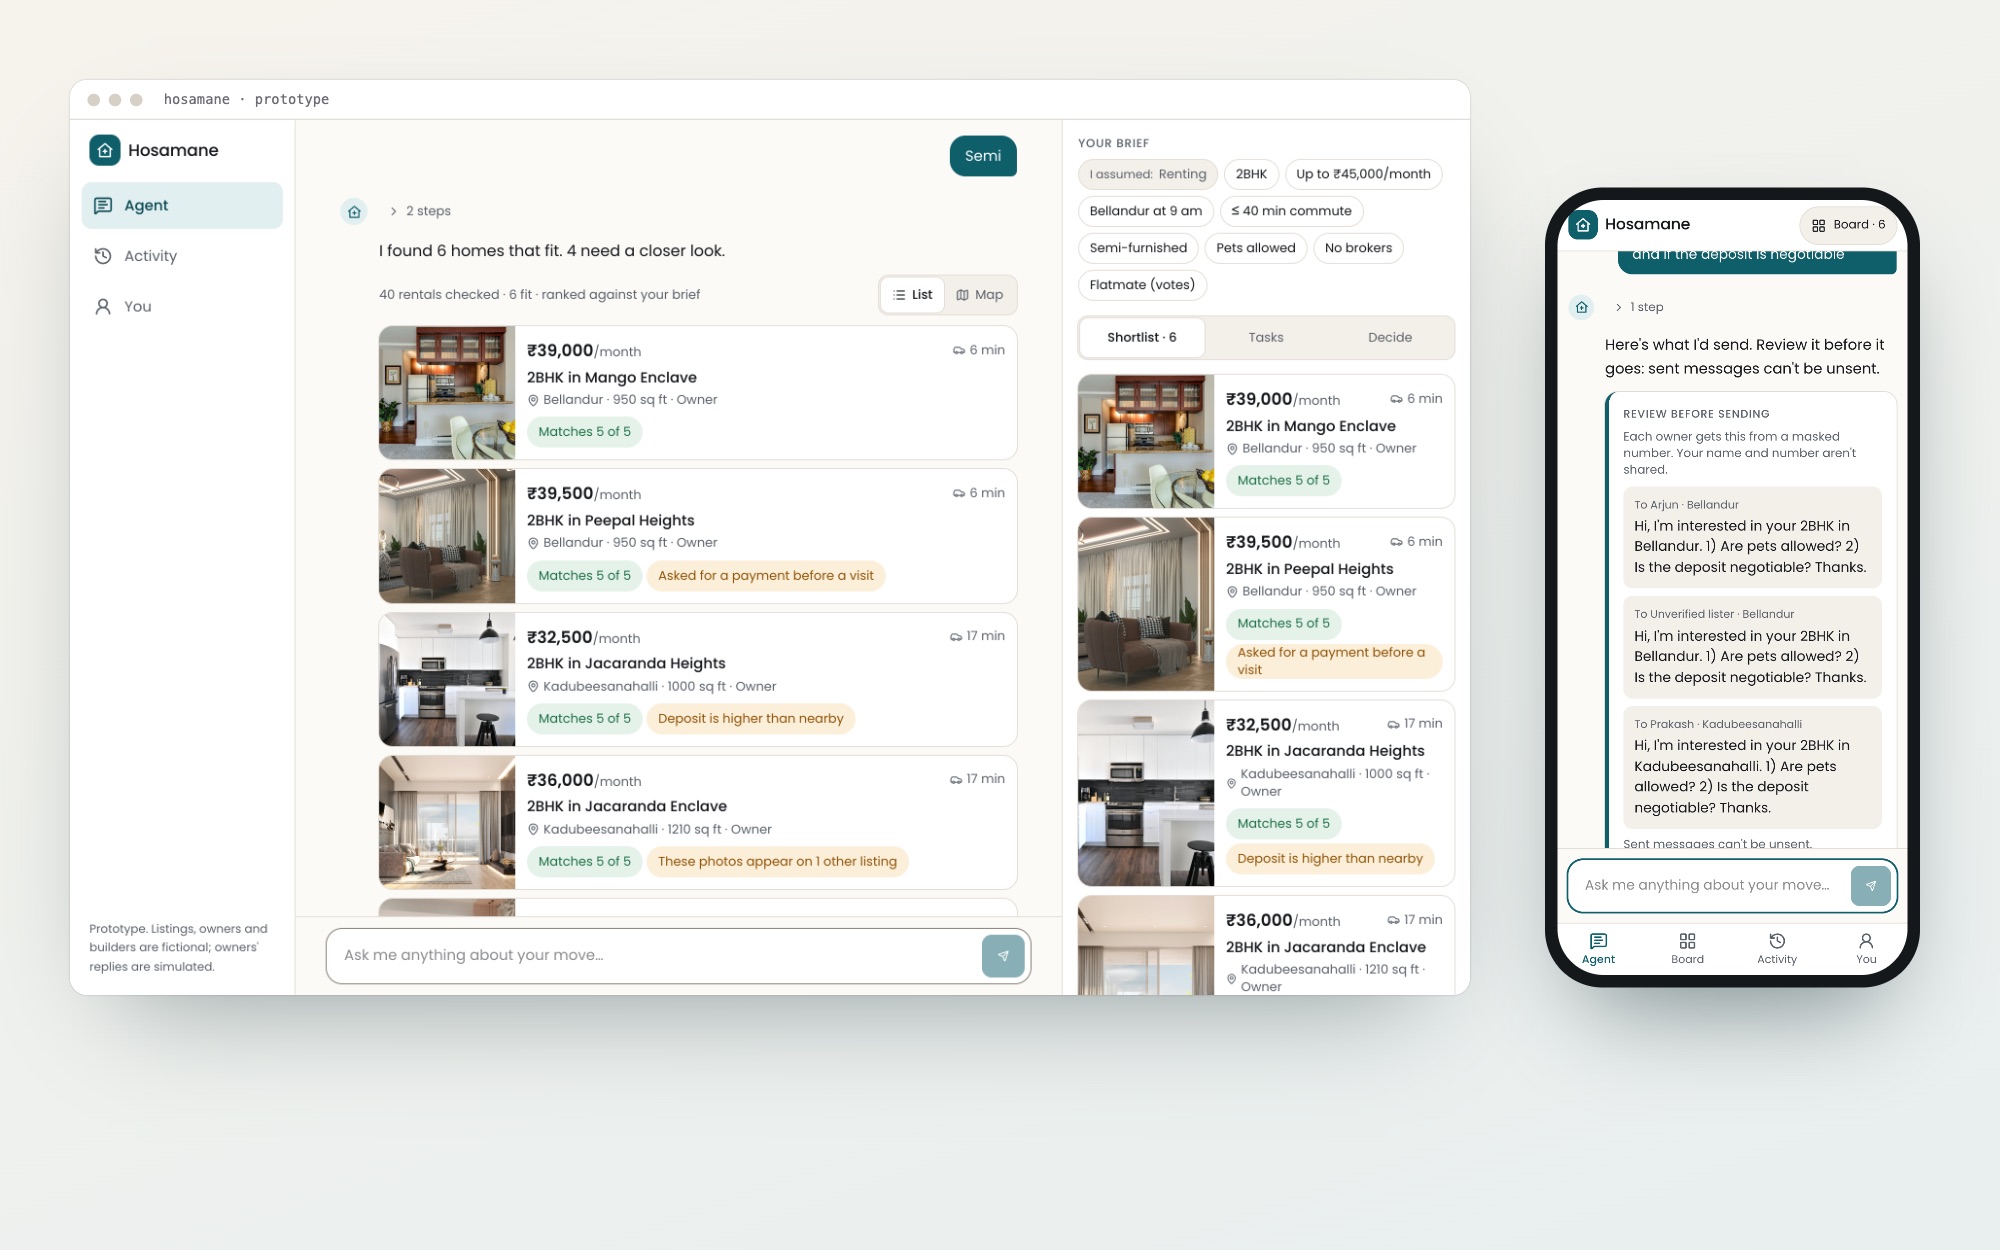 hosamane · prototype
Hosamane
Agent
Activity
You
Prototype. Listings, owners and
builders are fictional; owners'
replies are simulated.
Semi
2 steps
I found 6 homes that fit. 4 need a closer look.
40 rentals checked · 6 fit · ranked against your brief
List
Map
₹39,000/month
6 min
2BHK in Mango Enclave
Bellandur · 950 sq ft · Owner
Matches 5 of 5
₹39,500/month
6 min
2BHK in Peepal Heights
Bellandur · 950 sq ft · Owner
Matches 5 of 5
Asked for a payment before a visit
₹32,500/month
17 min
2BHK in Jacaranda Heights
Kadubeesanahalli · 1000 sq ft · Owner
Matches 5 of 5
Deposit is higher than nearby
₹36,000/month
17 min
2BHK in Jacaranda Enclave
Kadubeesanahalli · 1210 sq ft · Owner
Matches 5 of 5
These photos appear on 1 other listing
Ask me anything about your move...
YOUR BRIEF
I assumed: Renting
2BHK
Up to ₹45,000/month
Bellandur at 9 am
≤ 40 min commute
Semi-furnished
Pets allowed
No brokers
Flatmate (votes)
Shortlist · 6
Tasks
Decide
₹39,000/month
6 min
2BHK in Mango Enclave
Bellandur · 950 sq ft · Owner
Matches 5 of 5
₹39,500/month
6 min
2BHK in Peepal Heights
Bellandur · 950 sq ft · Owner
Matches 5 of 5
Asked for a payment before a
visit
₹32,500/month
17 min
2BHK in Jacaranda Heights
Kadubeesanahalli · 1000 sq ft ·
Owner
Matches 5 of 5
Deposit is higher than nearby
₹36,000/month
17 min
2BHK in Jacaranda Enclave
Kadubeesanahalli · 1210 sq ft ·
Owner
Hosamane
Board · 6
and if the deposit is negotiable
1 step
Here's what I'd send. Review it before it
goes: sent messages can't be unsent.
REVIEW BEFORE SENDING
Each owner gets this from a masked
number. Your name and number aren't
shared.
To Arjun · Bellandur
Hi, I'm interested in your 2BHK in
Bellandur. 1) Are pets allowed? 2)
Is the deposit negotiable? Thanks.
To Unverified lister · Bellandur
Hi, I'm interested in your 2BHK in
Bellandur. 1) Are pets allowed? 2)
Is the deposit negotiable? Thanks.
To Prakash · Kadubeesanahalli
Hi, I'm interested in your 2BHK in
Kadubeesanahalli. 1) Are pets
allowed? 2) Is the deposit
negotiable? Thanks.
Sent messages can't be unsent.
Ask me anything about your move...
Agent
Board
Activity
You